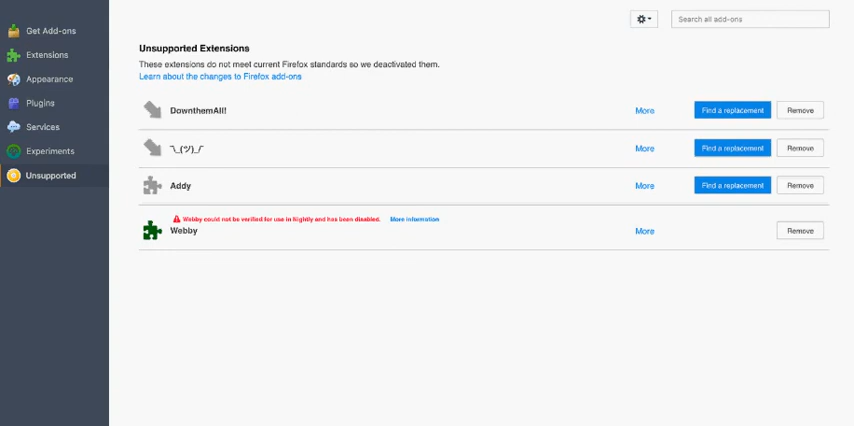 Get Add-ons
Extensions
Appearance
Plugins
Services
Experiments
Unsupported
Search all add-ons
Unsupported Extensions
These extensions do not meet current Firefox standards so we deactivated them.
Learn about the changes to Firefox add-ons
DownthemAll! More Find a replacement Remove
¯\_(ツ)_/¯ More Find a replacement Remove
Addy More Find a replacement Remove
Webby could not be verified for use in Nightly and has been disabled. More Information
Webby More Remove